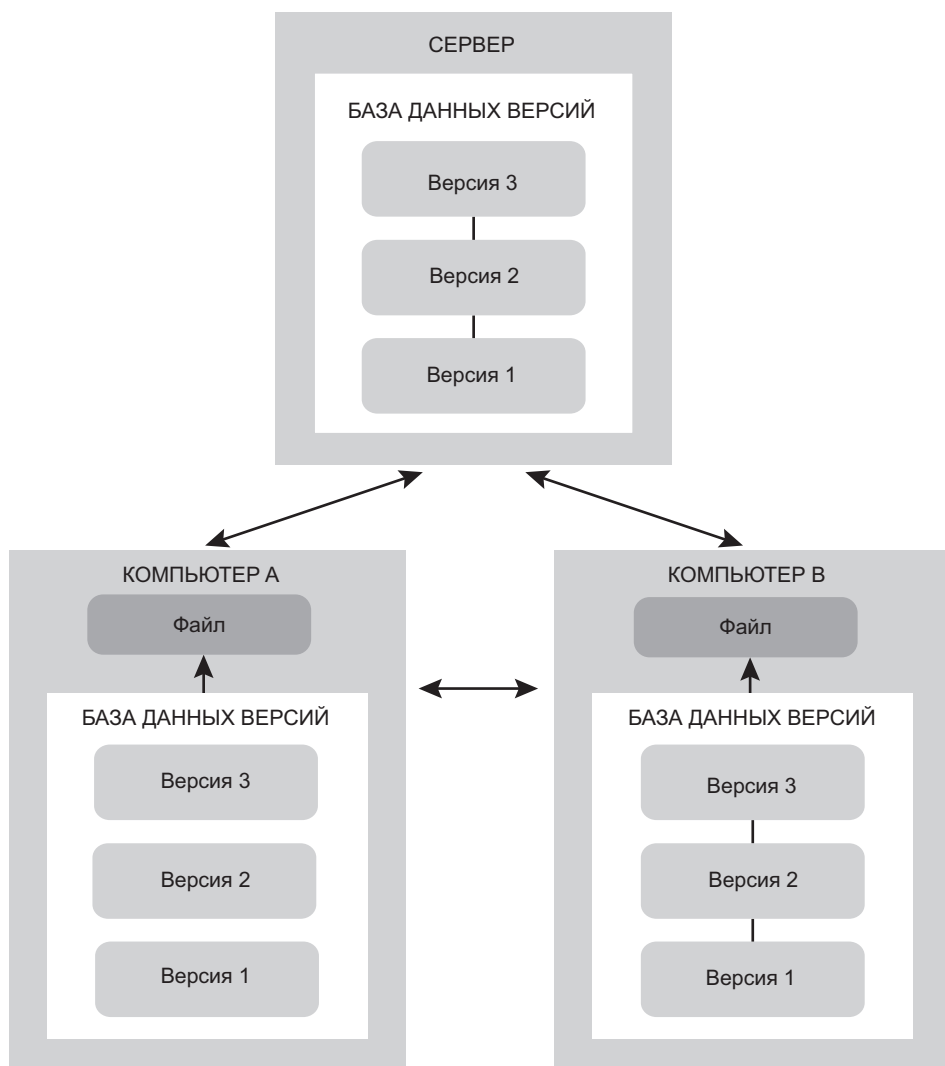 СЕРВЕР
БАЗА ДАННЫХ ВЕРСИЙ
Версия 3
Версия 2
Версия 1
КОМПЬЮТЕР А
Файл
БАЗА ДАННЫХ ВЕРСИЙ
Версия 3
Версия 2
Версия 1
КОМПЬЮТЕР В
Файл
БАЗА ДАННЫХ ВЕРСИЙ
Версия 3
Версия 2
Версия 1